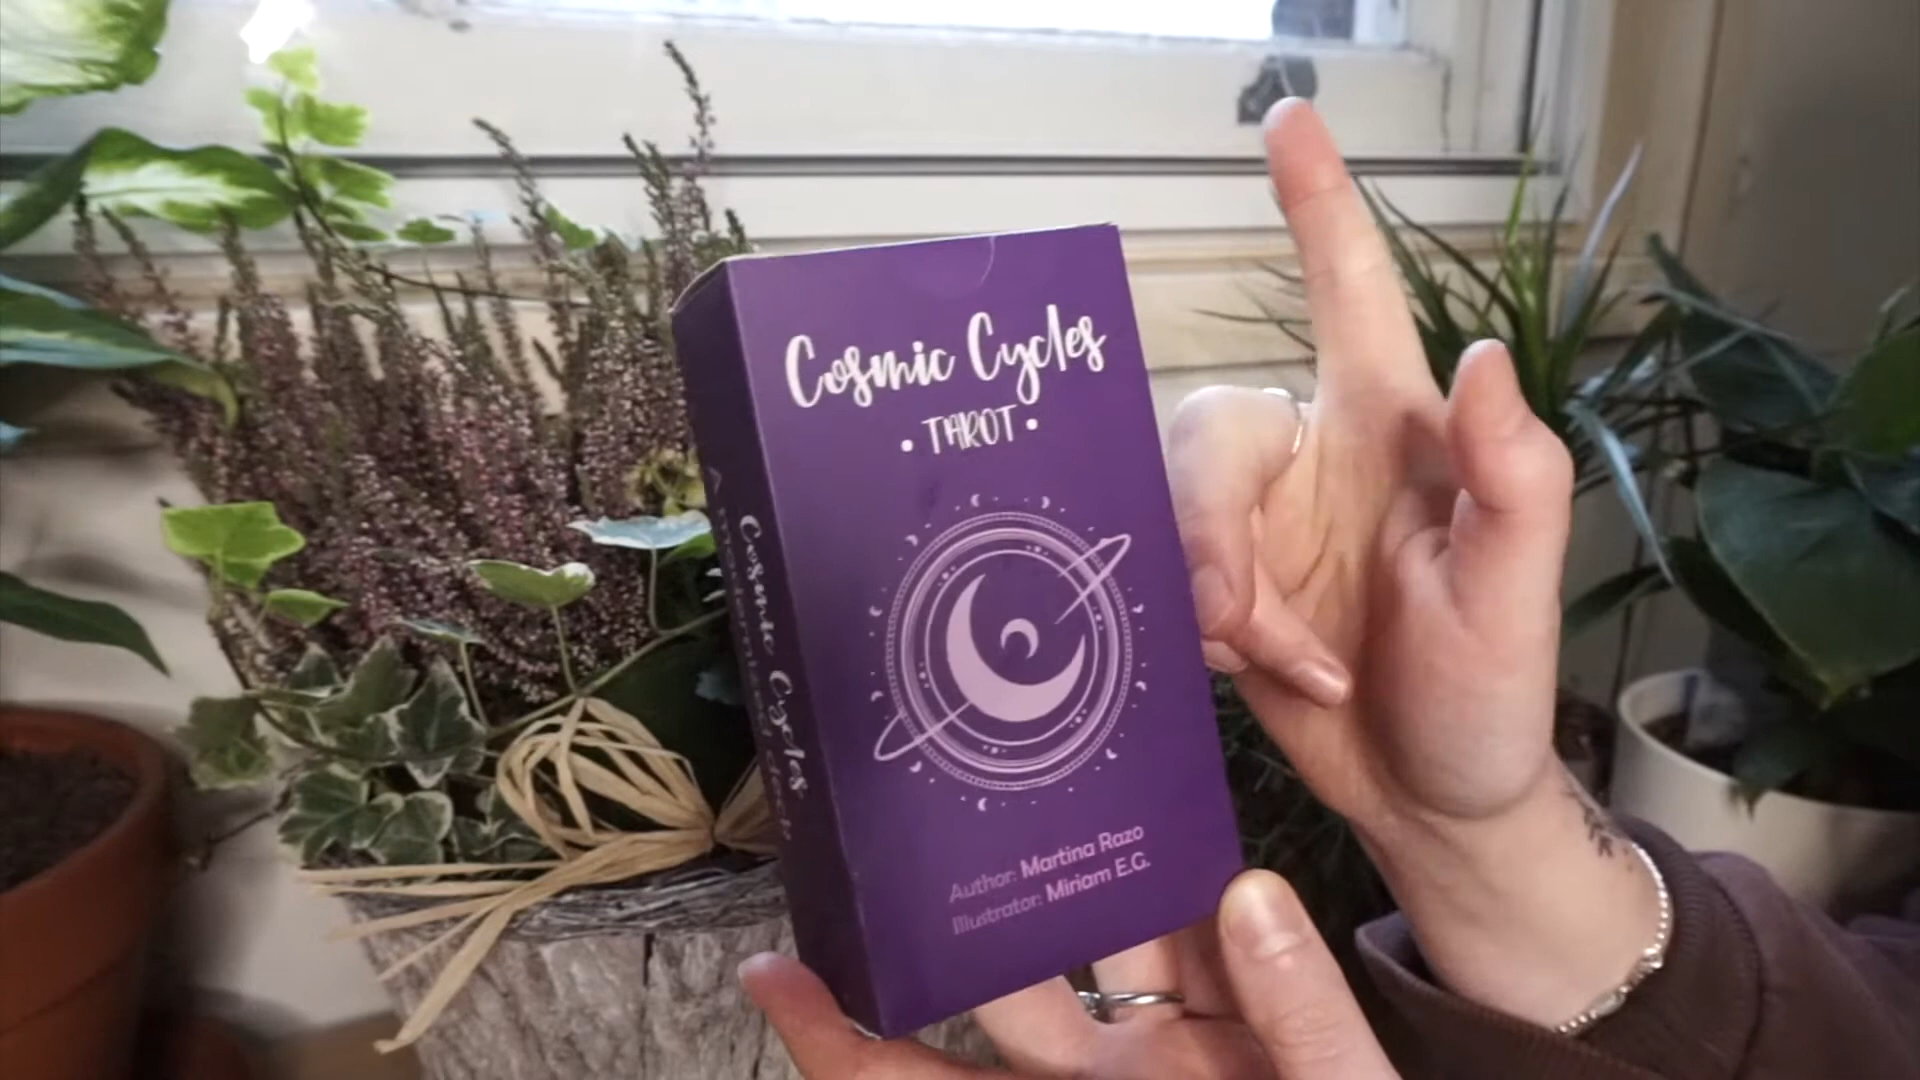 Cosmic Cycles
• TAROT •
Author: Martina Razo
Illustrator: Miriam E.G.
Cosmic Cycles